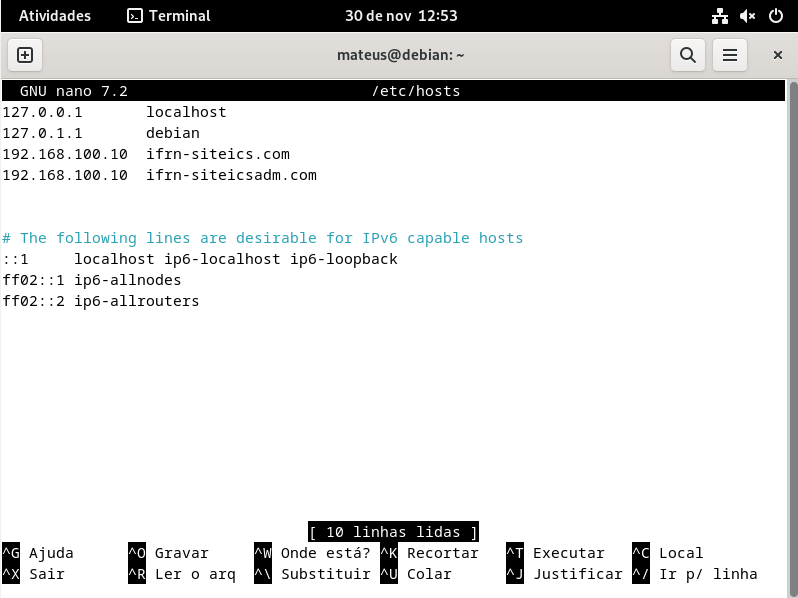 Atividades Terminal 30 de nov 12:53
mateus@debian: ~
GNU nano 7.2 /etc/hosts
127.0.0.1 localhost
127.0.1.1 debian
192.168.100.10 ifrn-siteics.com
192.168.100.10 ifrn-siteicsadm.com
# The following lines are desirable for IPv6 capable hosts
::1 localhost ip6-localhost ip6-loopback
ff02::1 ip6-allnodes
ff02::2 ip6-allrouters
[ 10 linhas lidas ]
^G Ajuda ^O Gravar ^W Onde está? ^K Recortar ^T Executar ^C Local
^X Sair ^R Ler o arq ^\ Substituir ^U Colar ^J Justificar ^/ Ir p/ linha